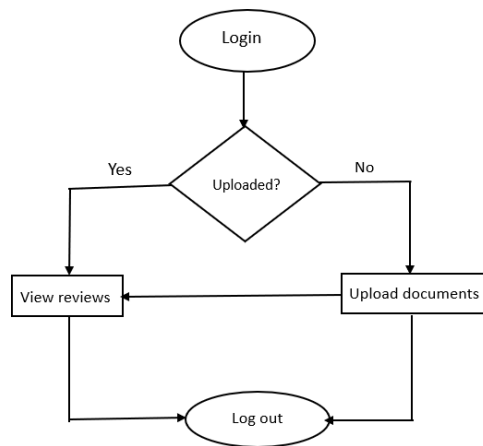 Login
Yes
No
Uploaded?
View reviews
Upload documents
Log out